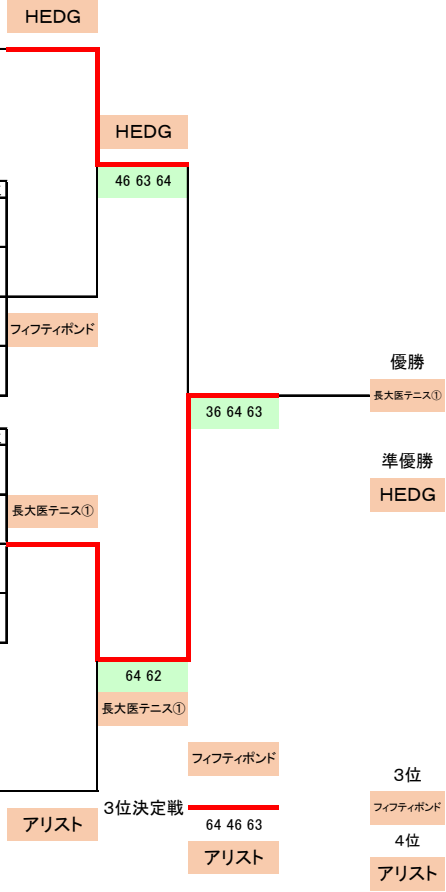 HEDG
HEDG
46 63 64
フィフティポンド
36 64 63
優勝
長大医テニス①
準優勝
HEDG
長大医テニス①
64 62
長大医テニス①
フィフティポンド
3位決定戦
64 46 63
アリスト
アリスト
3位
フィフティポンド
4位
アリスト